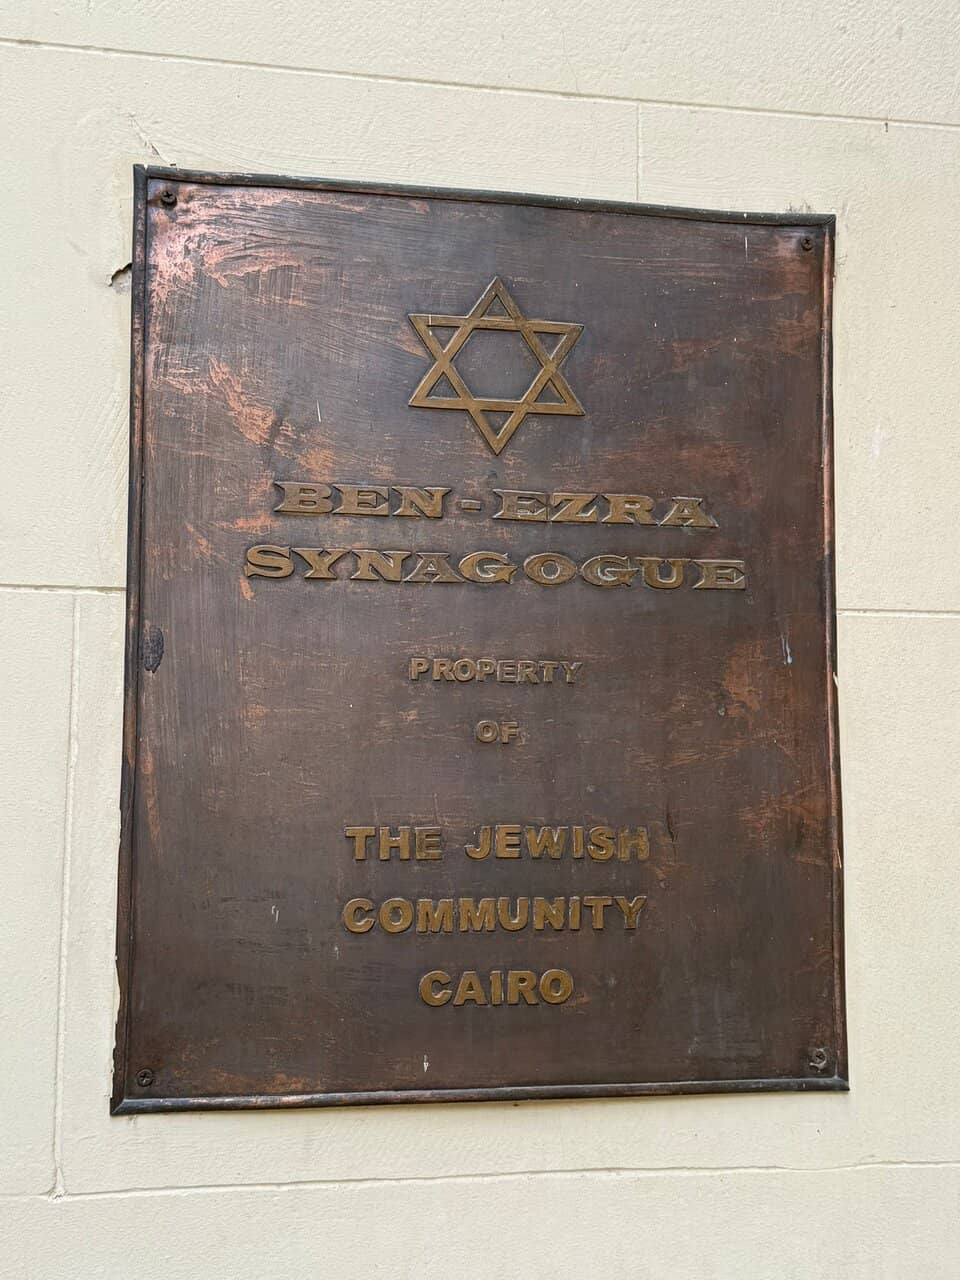 BEN-EZRA
SYNAGOGUE
PROPERTY
OF
THE JEWISH
COMMUNITY
CAIRO